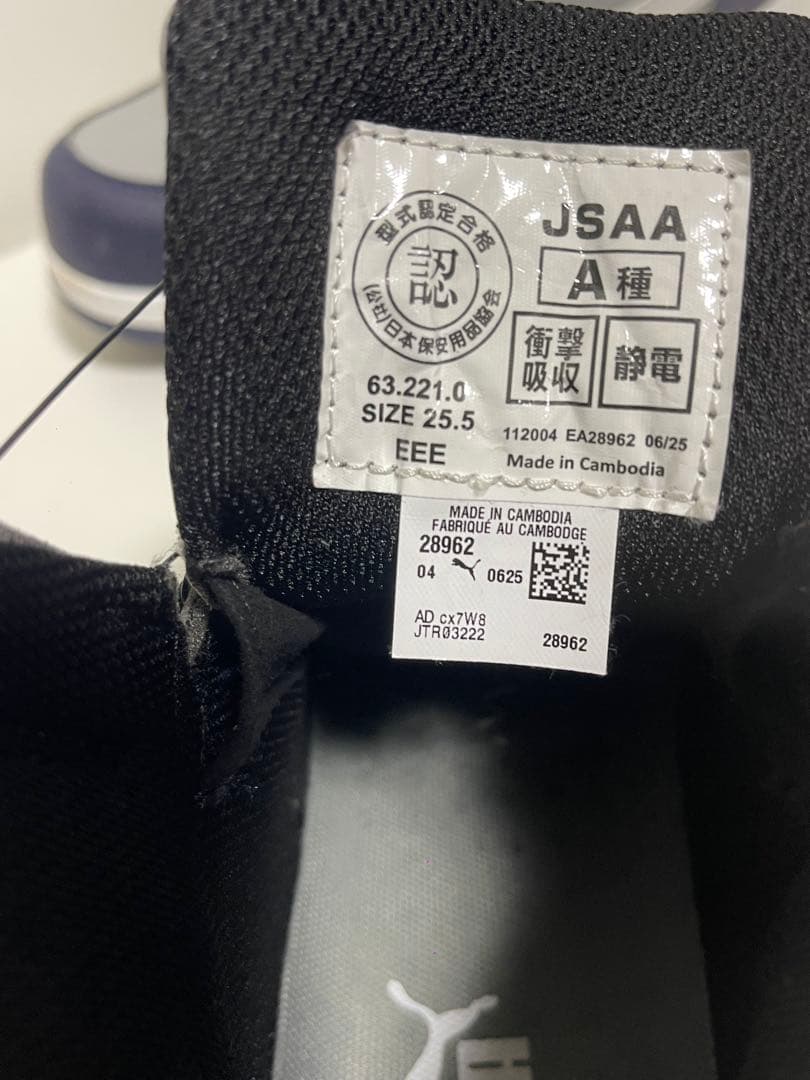 型式認定合格
認
(公社)日本保安用品協会
JSAA
A種
衝撃
吸収
静電
63.221.0
SIZE 25.5
EEE
112004 EA28962 06/25
Made in Cambodia
MADE IN CAMBODIA
FABRIQUÉ AU CAMBODGE
28962
04 0625
AD cx7W8
JTR03222
28962